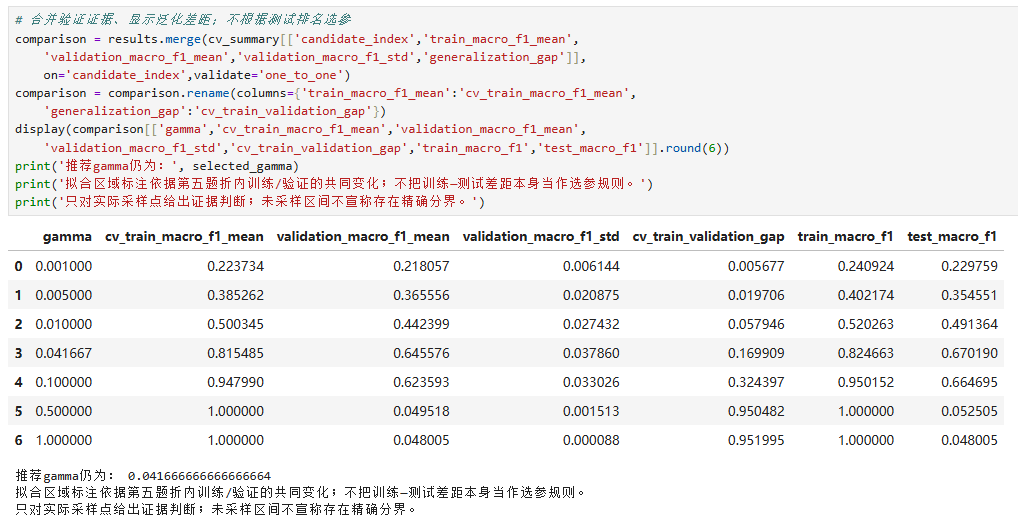 # 合并验证证据、显示泛化差距；不根据测试排名选参
comparison = results.merge(cv_summary[['candidate_index','train_macro_f1_mean',
'validation_macro_f1_mean','validation_macro_f1_std','generalization_gap']],
on='candidate_index',validate='one_to_one')
comparison = comparison.rename(columns={'train_macro_f1_mean':'cv_train_macro_f1_mean',
'generalization_gap':'cv_train_validation_gap'})
display(comparison[['gamma','cv_train_macro_f1_mean','validation_macro_f1_mean',
'validation_macro_f1_std','cv_train_validation_gap','train_macro_f1','test_macro_f1']].round(6))
print('推荐gamma仍为：', selected_gamma)
print('拟合区域标注依据第五题折内训练/验证的共同变化；不把训练—测试差距本身当作选参规则。')
print('只对实际采样点给出证据判断；未采样区间不宣称存在精确分界。')
gamma cv_train_macro_f1_mean validation_macro_f1_mean validation_macro_f1_std cv_train_validation_gap train_macro_f1 test_macro_f1
0 0.001000 0.223734 0.218057 0.006144 0.005677 0.240924 0.229759
1 0.005000 0.385262 0.365556 0.020875 0.019706 0.402174 0.354551
2 0.010000 0.500345 0.442399 0.027432 0.057946 0.520263 0.491364
3 0.041667 0.815485 0.645576 0.037860 0.169909 0.824663 0.670190
4 0.100000 0.947990 0.623593 0.033026 0.324397 0.950152 0.664695
5 0.500000 1.000000 0.049518 0.001513 0.950482 1.000000 0.052505
6 1.000000 1.000000 0.048005 0.000088 0.951995 1.000000 0.048005
推荐gamma仍为： 0.041666666666666664
拟合区域标注依据第五题折内训练/验证的共同变化；不把训练—测试差距本身当作选参规则。
只对实际采样点给出证据判断；未采样区间不宣称存在精确分界。